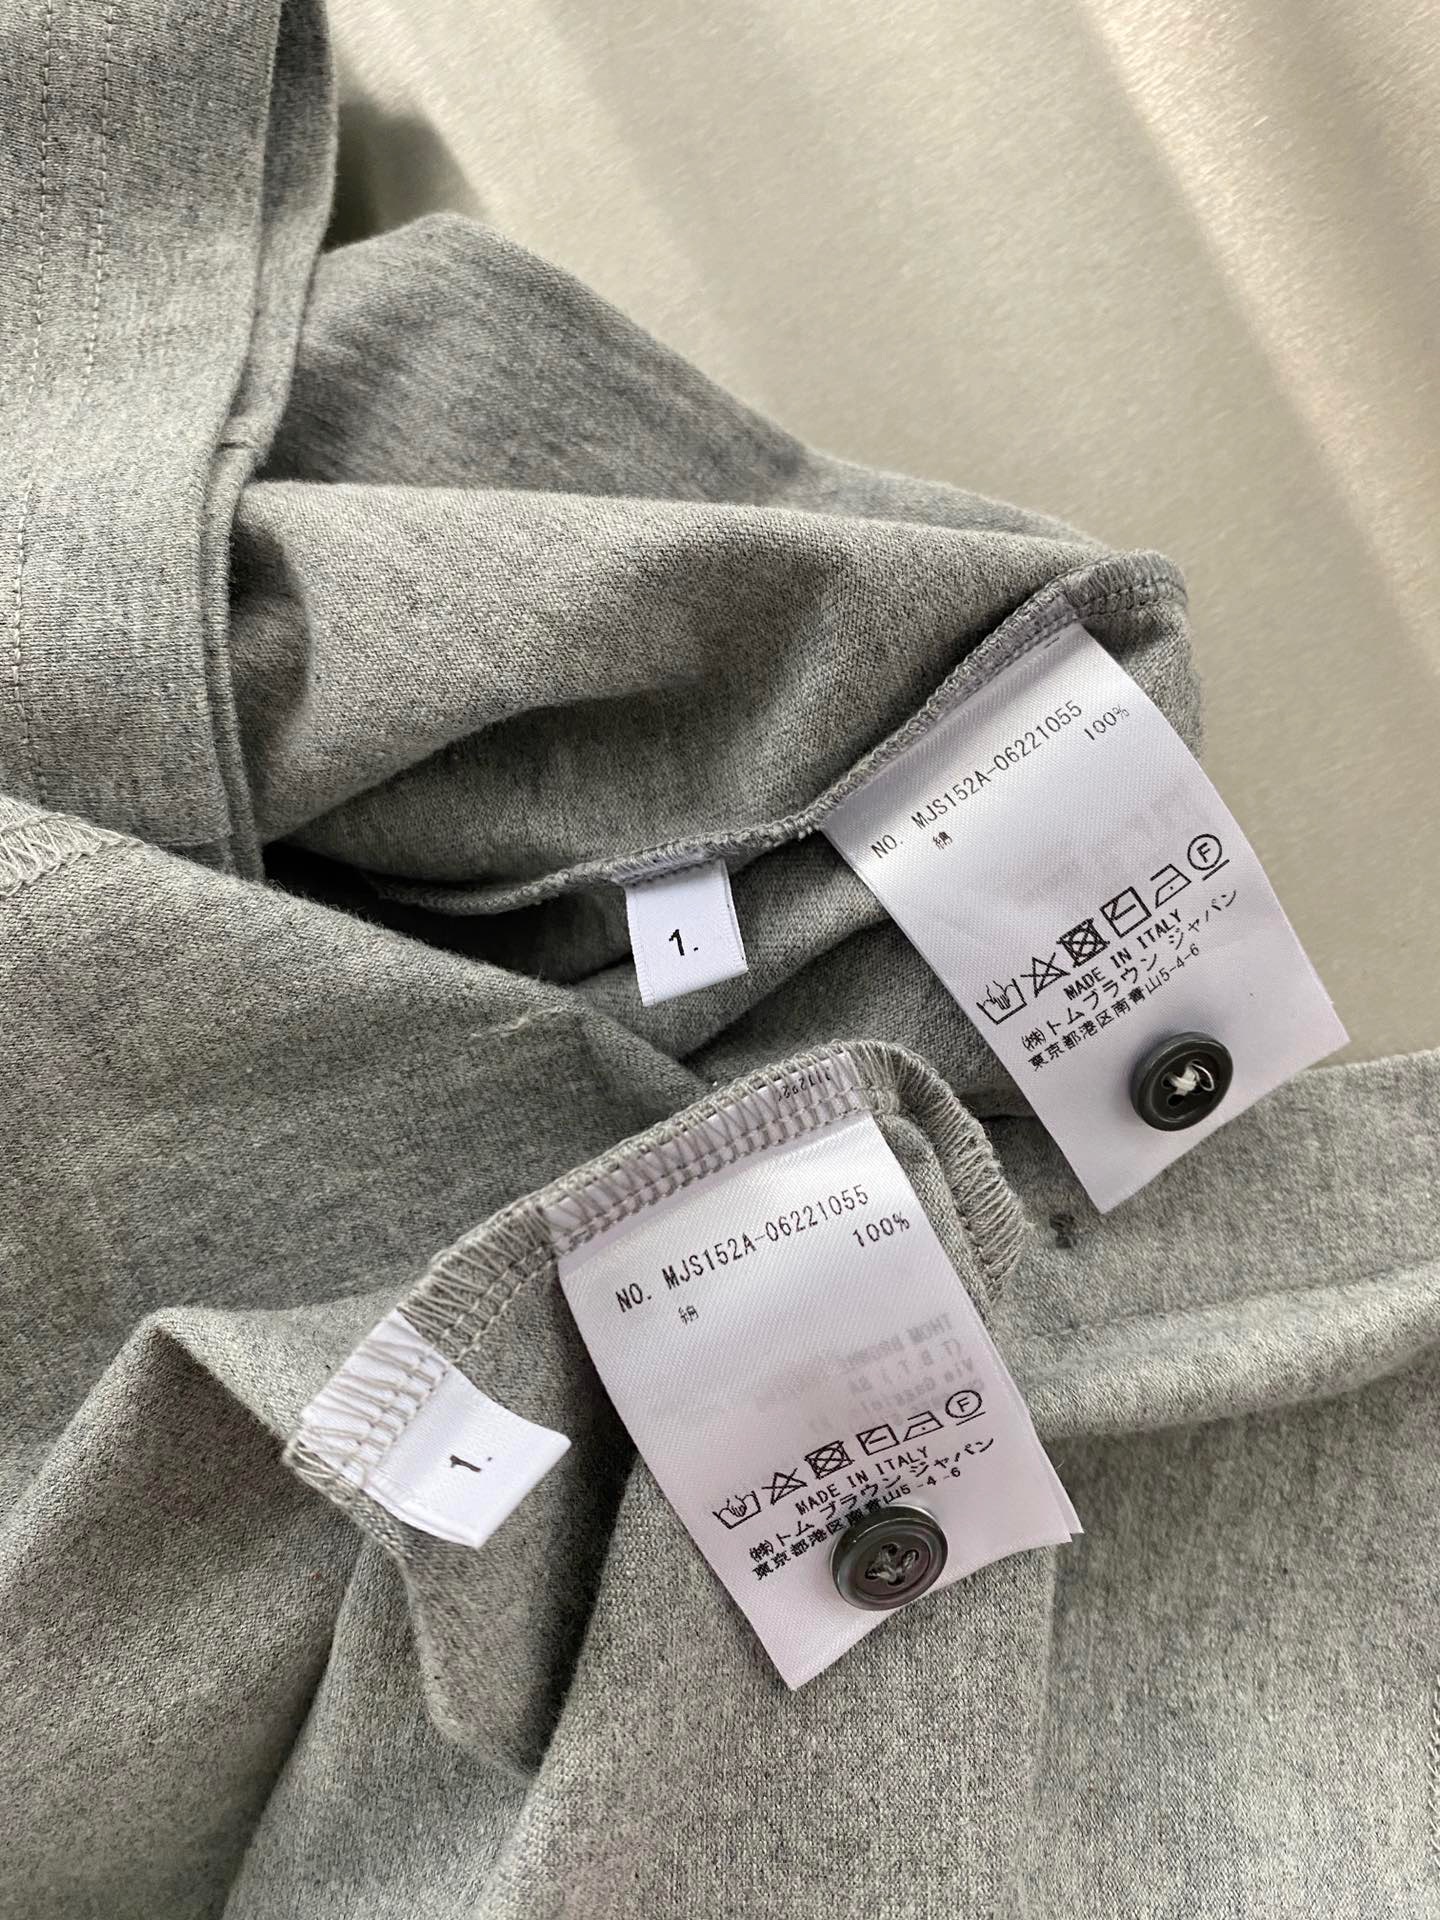 NO. MJS152A-06221055
綿 100%
MADE IN ITALY
㈱トムブラウン ジャパン
東京都港区南青山5-4-6
1.
NO. MJS152A-06221055
綿 100%
MADE IN ITALY
㈱トムブラウン ジャパン
東京都港区南青山5-4-6
1.